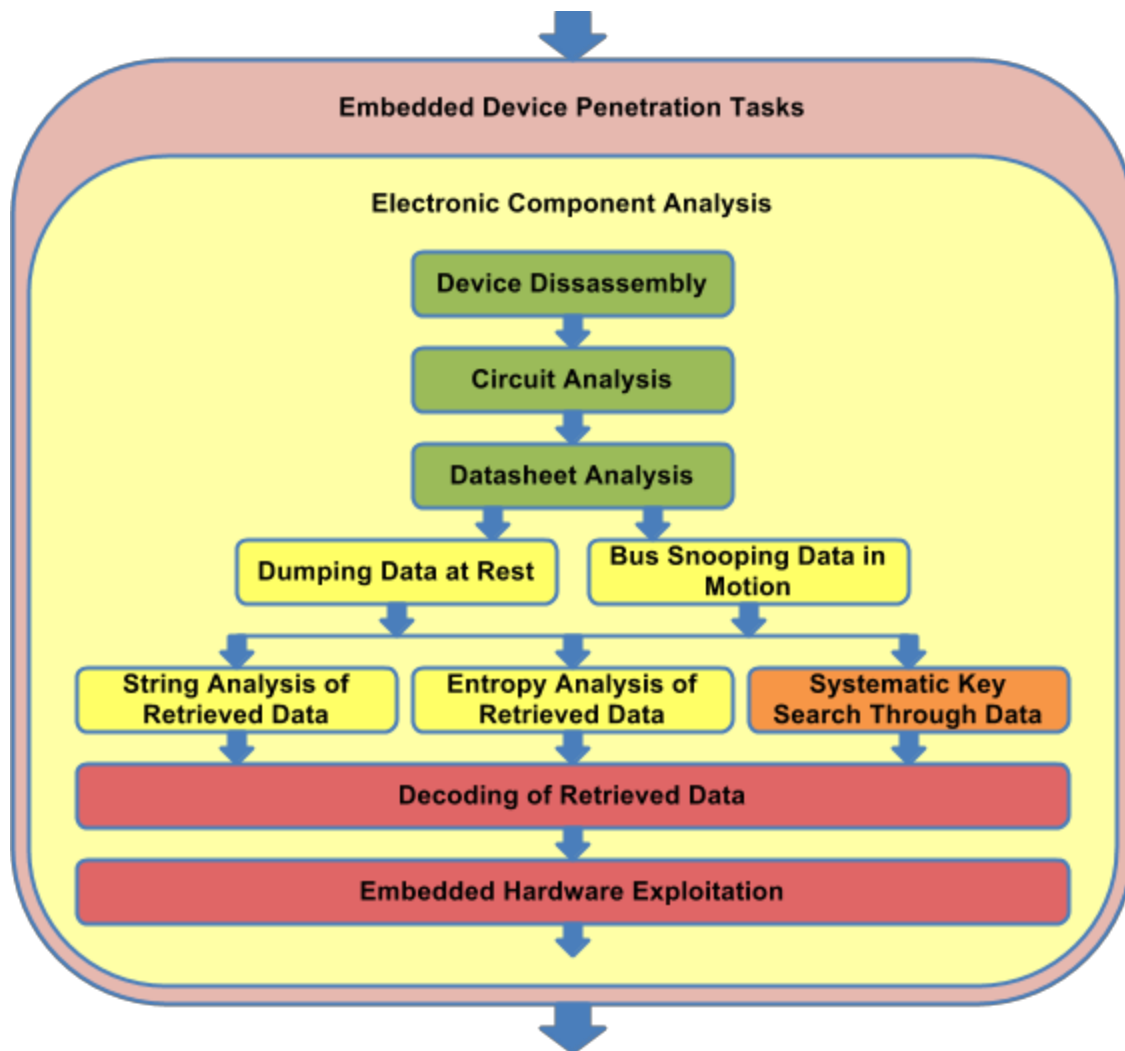 Embedded Device Penetration Tasks
Electronic Component Analysis
Device Dissassembly
Circuit Analysis
Datasheet Analysis
Dumping Data at Rest
Bus Snooping Data in
Motion
String Analysis of
Retrieved Data
Entropy Analysis of
Retrieved Data
Systematic Key
Search Through Data
Decoding of Retrieved Data
Embedded Hardware Exploitation